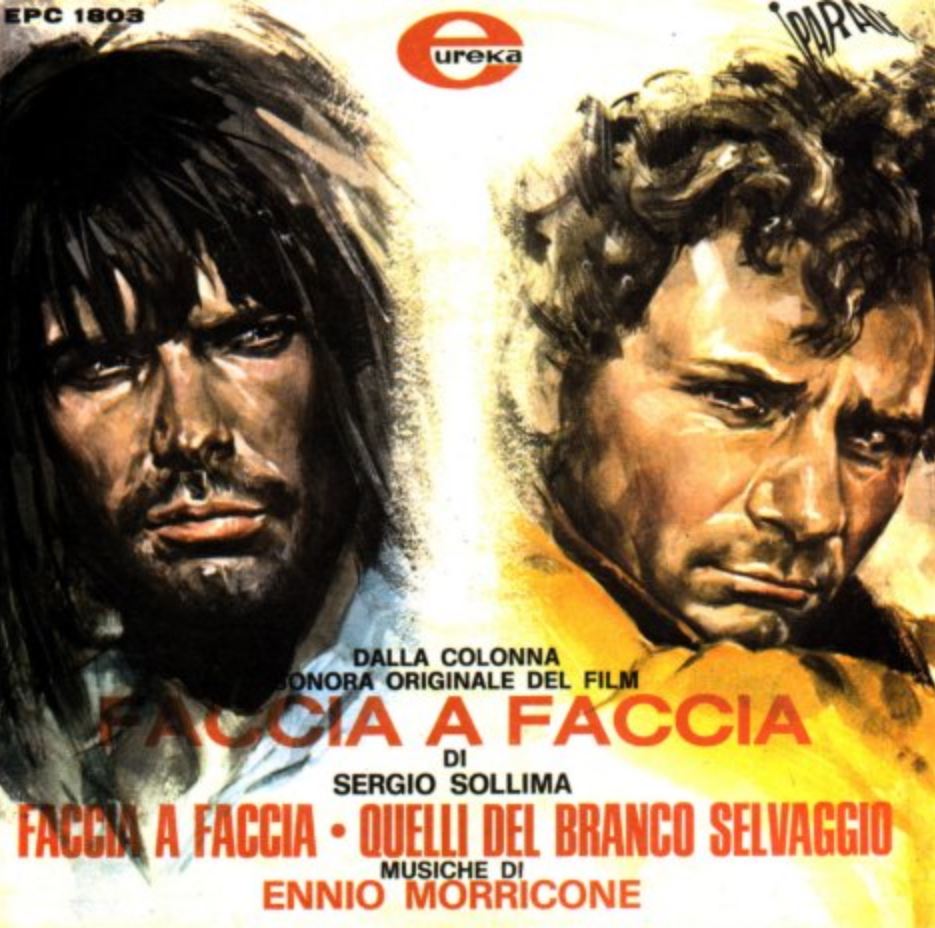 EPC 1803
eureka
PARADE
DALLA COLONNA
SONORA ORIGINALE DEL FILM
FACCIA A FACCIA
DI
SERGIO SOLLIMA
FACCIA A FACCIA • QUELLI DEL BRANCO SELVAGGIO
MUSICHE DI
ENNIO MORRICONE